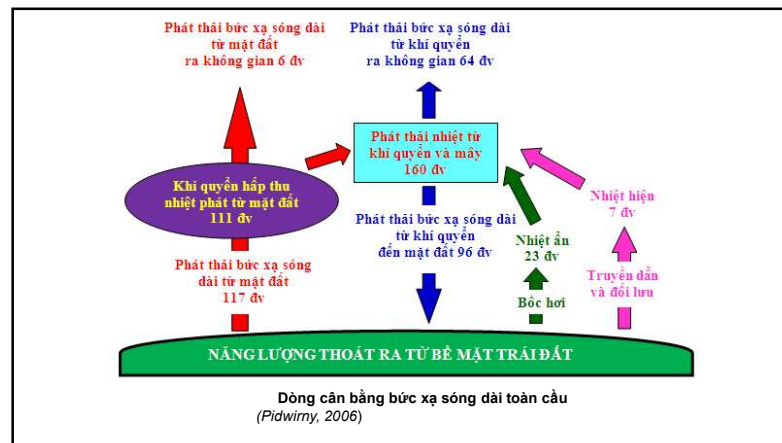 Phát thải bức xạ sóng dài
từ mặt đất
ra không gian 6 đv
Phát thải bức xạ sóng dài
từ khí quyển
ra không gian 64 đv
Phát thải nhiệt từ
khí quyển và mây
160 đv
Khí quyển hấp thu
nhiệt phát từ mặt đất
111 đv
Nhiệt hiện
7 đv
Phát thải bức xạ sóng dài
từ khí quyển
đến mặt đất 96 đv
Nhiệt ẩn
23 đv
Phát thải bức xạ sóng
dài từ mặt đất
117 đv
Truyền dẫn
và đối lưu
Bốc hơi
NĂNG LƯỢNG THOÁT RA TỪ BỀ MẶT TRÁI ĐẤT
Dòng cân bằng bức xạ sóng dài toàn cầu
(Pidwirny, 2006)